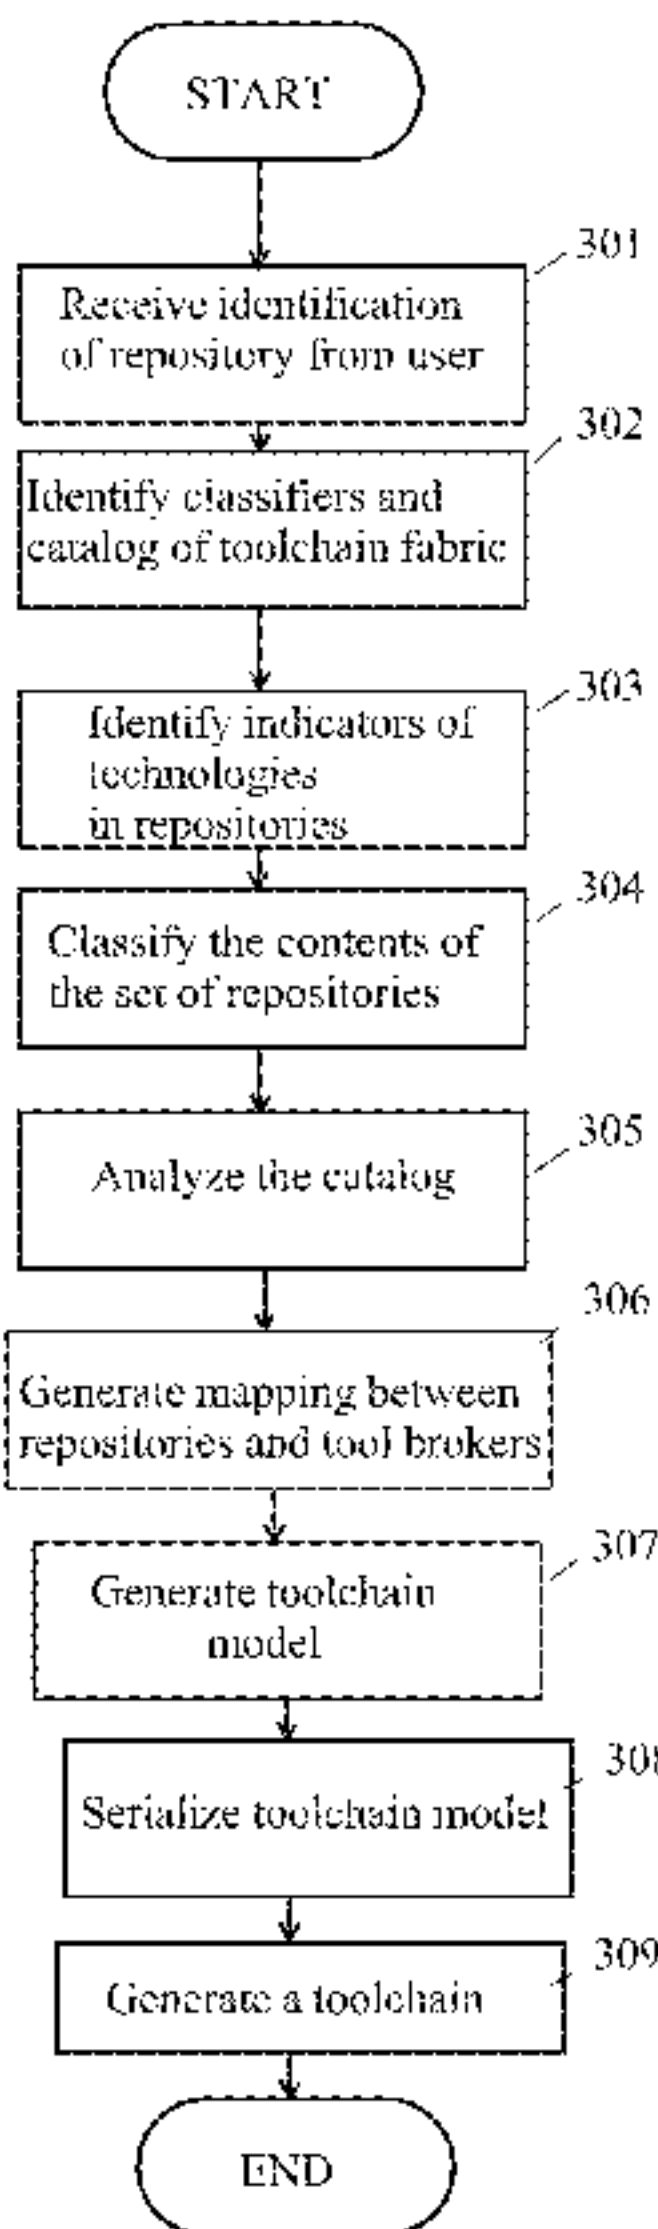 START
301
Receive identification
of repository from user
302
Identify classifiers and
catalog of toolchain fabric
303
Identify indicators of
technologies
in repositories
304
Classify the contents of
the set of repositories
305
Analyze the catalog
306
Generate mapping between
repositories and tool brokers
307
Generate toolchain
model
308
Serialize toolchain model
309
Generate a toolchain
END